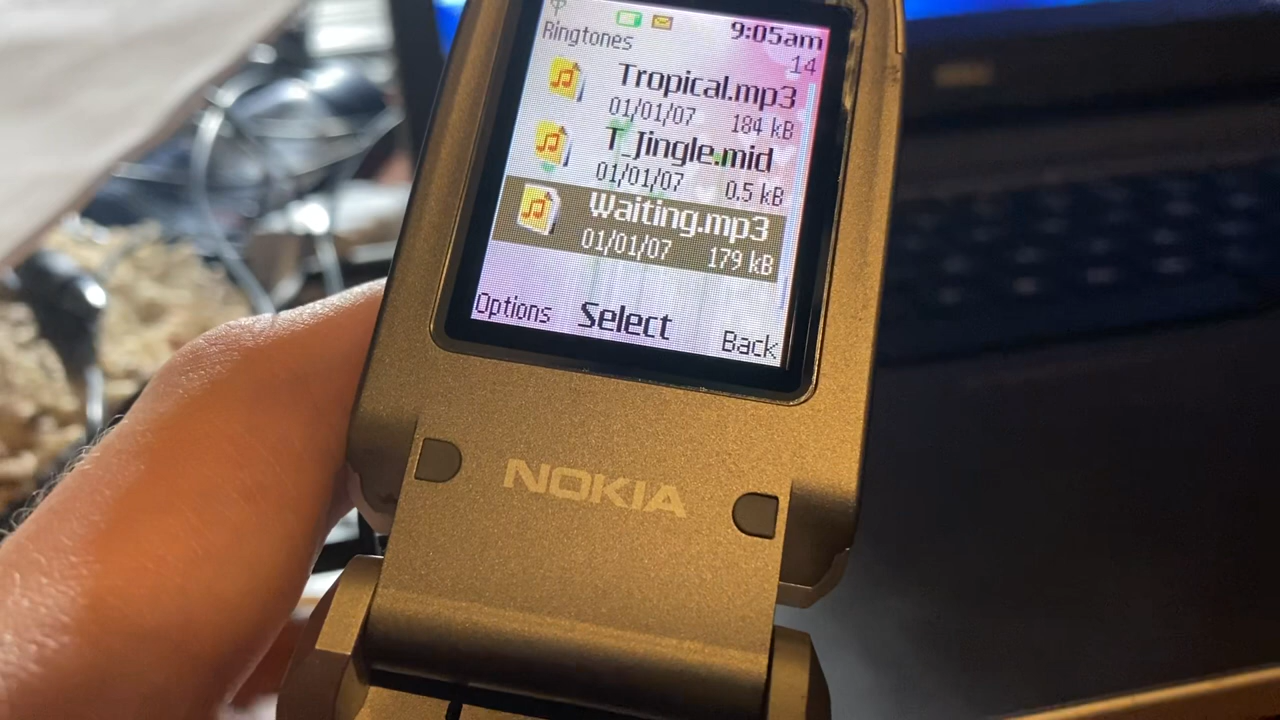 9:05am
Ringtones
14
Tropical.mp3
01/01/07 184 kB
T_Jingle.mid
01/01/07 0.5 kB
Waiting.mp3
01/01/07 179 kB
Options Select Back
NOKIA